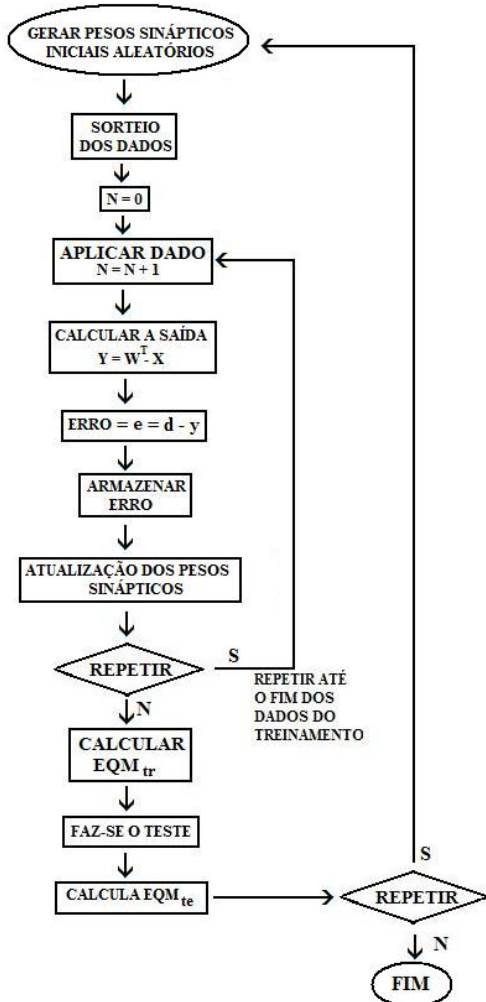 GERAR PESOS SINÁPTICOS
INICIAIS ALEATÓRIOS
SORTEIO
DOS DADOS
N = 0
APLICAR DADO
N = N + 1
CALCULAR A SAÍDA
Y = W^T - X
ERRO = e = d - y
ARMAZENAR
ERRO
ATUALIZAÇÃO DOS PESOS
SINÁPTICOS
REPETIR
S
REPETIR ATÉ
O FIM DOS
DADOS DO
TREINAMENTO
N
CALCULAR
EQM tr
FAZ-SE O TESTE
CALCULA EQM te
S
REPETIR
N
FIM